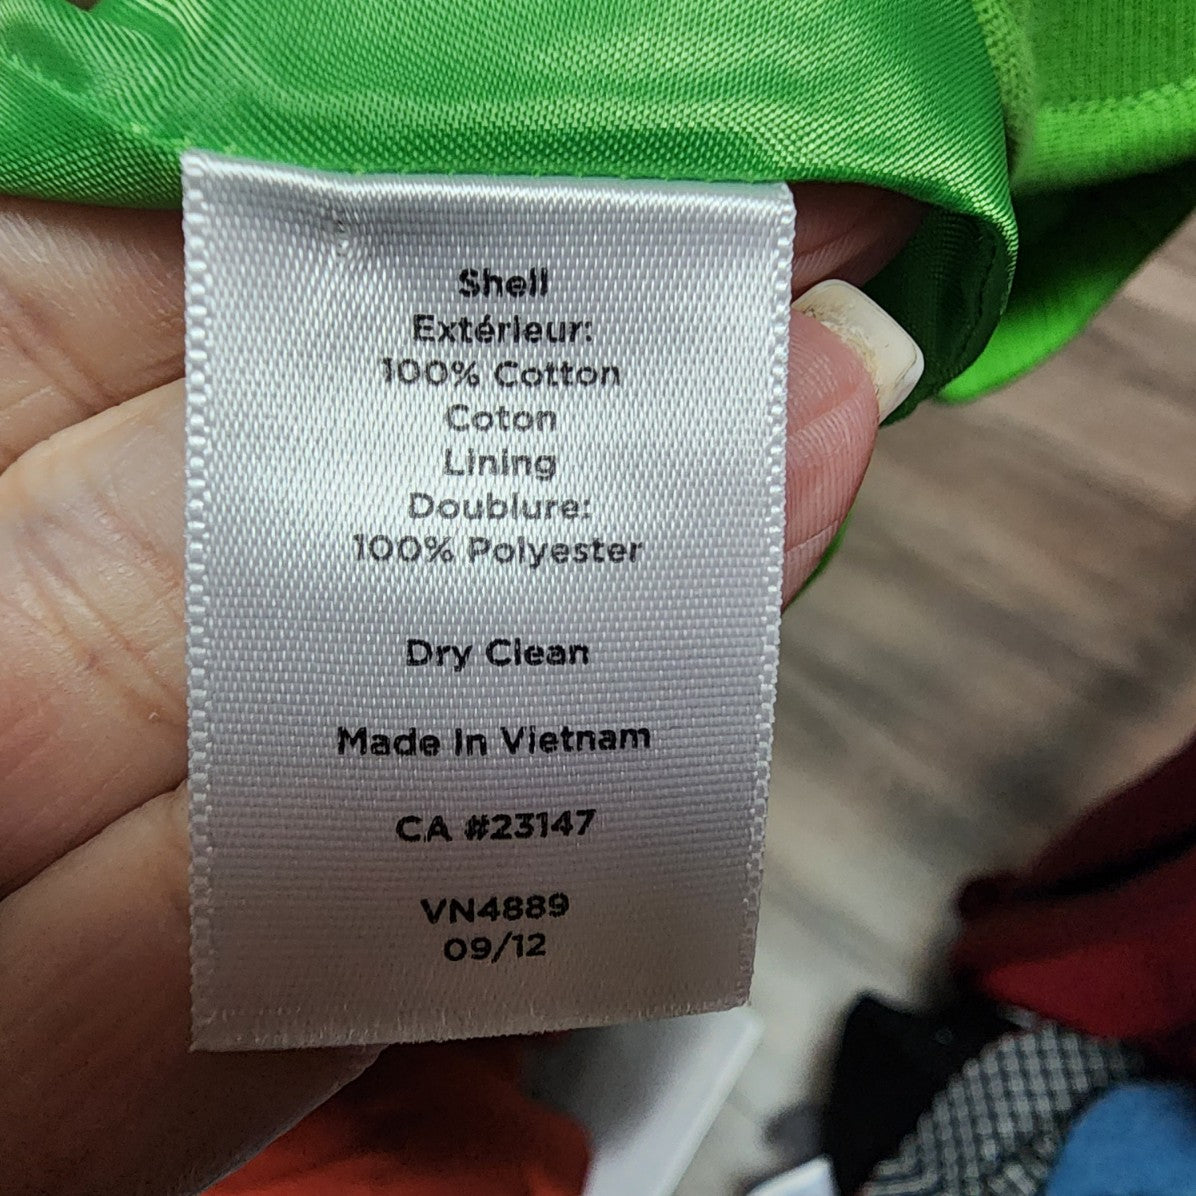 Shell
Extérieur:
100% Cotton
Coton
Lining
Doublure:
100% Polyester
Dry Clean
Made In Vietnam
CA #23147
VN4889
09/12